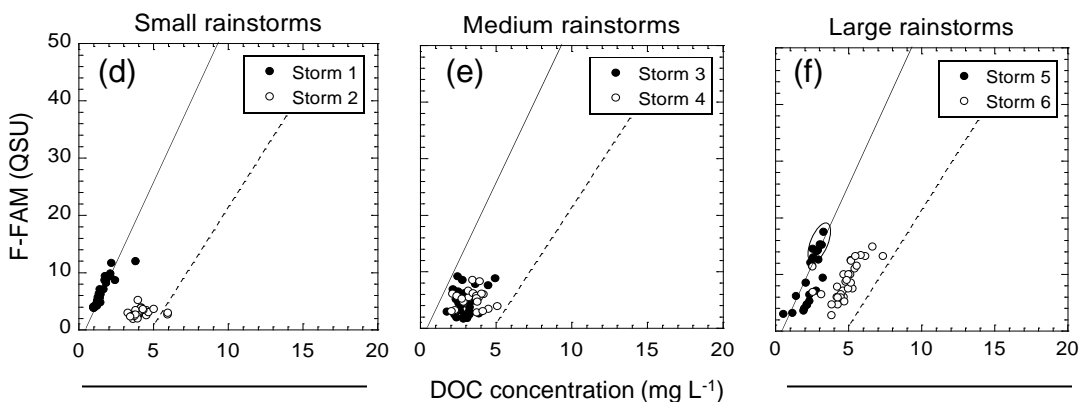 Small rainstorms
Medium rainstorms
Large rainstorms
F-FAM (QSU)
50
40
30
20
10
0
(d)
Storm 1
Storm 2
0 5 10 15 20
(e)
Storm 3
Storm 4
0 5 10 15 20
(f)
Storm 5
Storm 6
0 5 10 15 20
DOC concentration (mg L⁻¹)